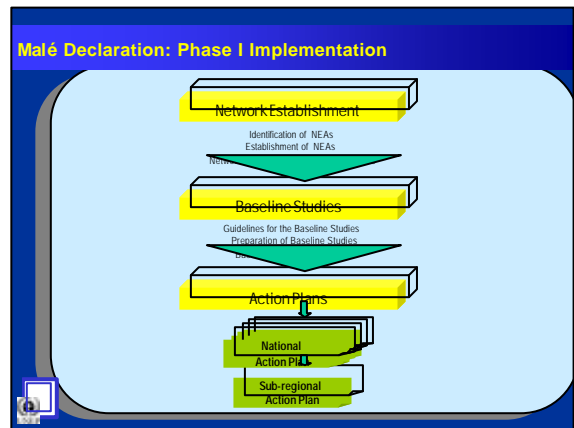 Malé Declaration: Phase I Implementation
Network Establishment
Identification of NEAs
Establishment of NEAs
Baseline Studies
Guidelines for the Baseline Studies
Preparation of Baseline Studies
Action Plans
National
Action Plan
Sub-regional
Action Plan